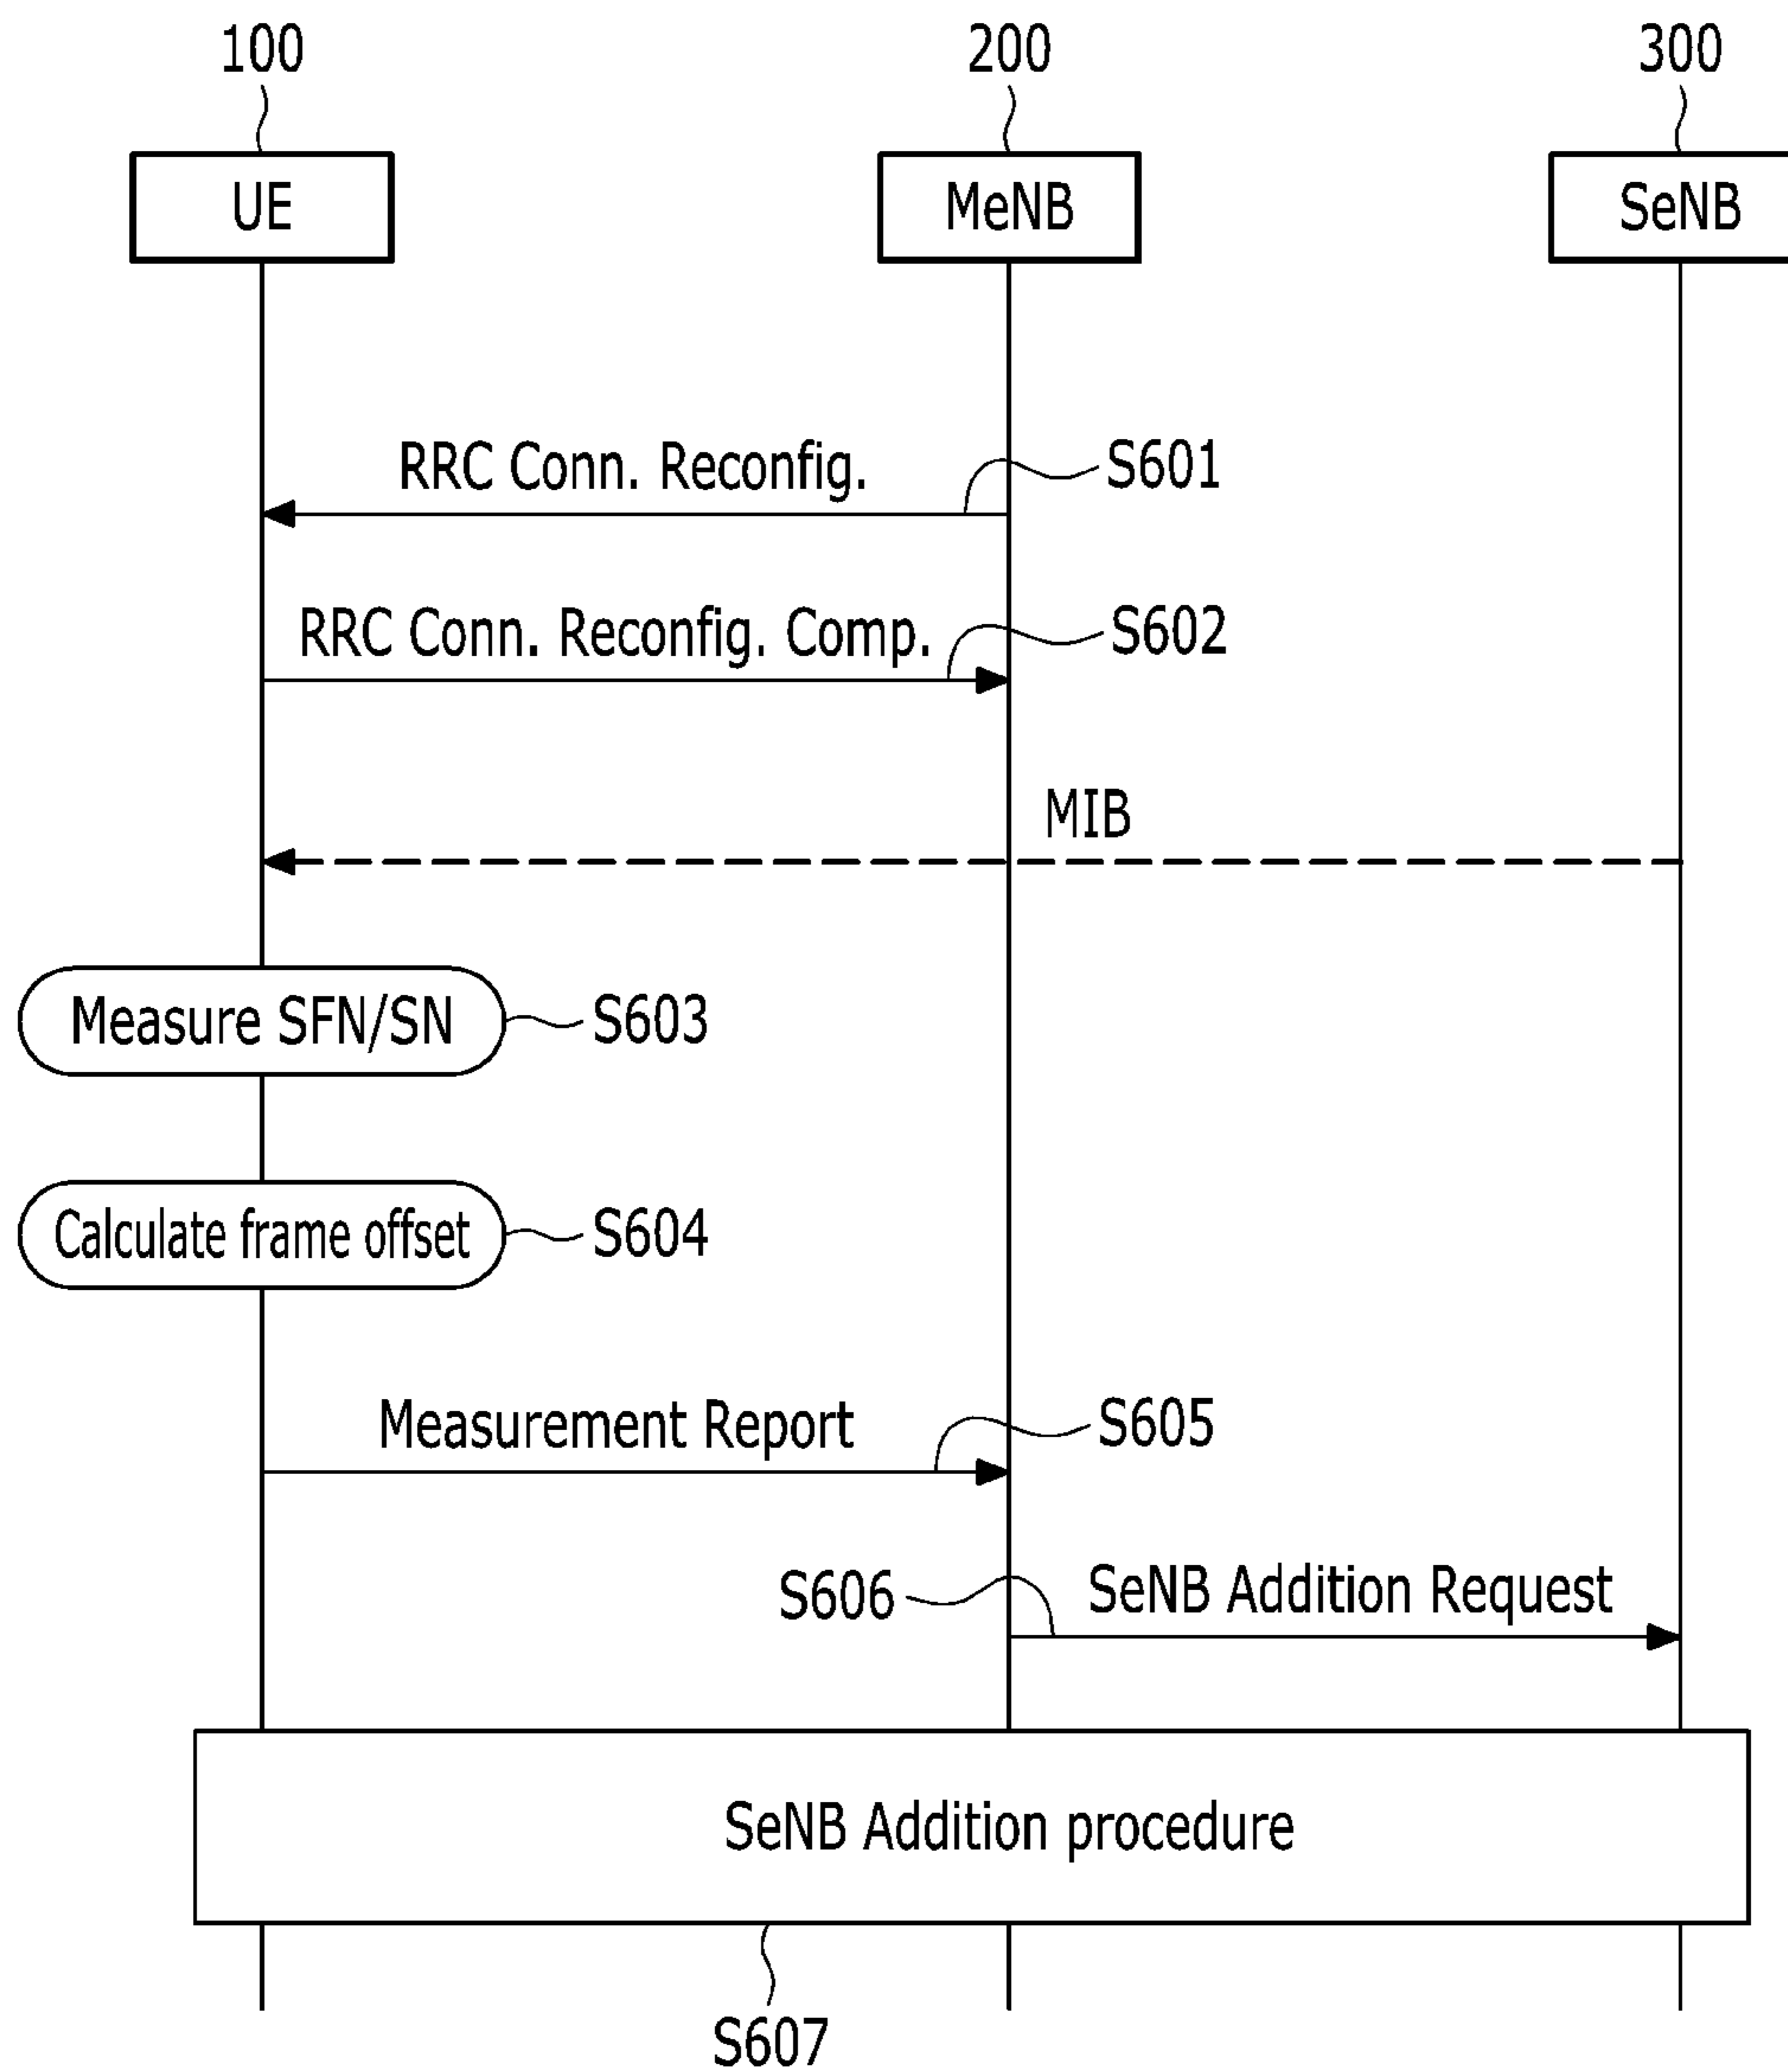 100
200
300
UE
MeNB
SeNB
RRC Conn. Reconfig.
S601
RRC Conn. Reconfig. Comp.
S602
MIB
Measure SFN/SN
S603
Calculate frame offset
S604
Measurement Report
S605
S606
SeNB Addition Request
SeNB Addition procedure
S607